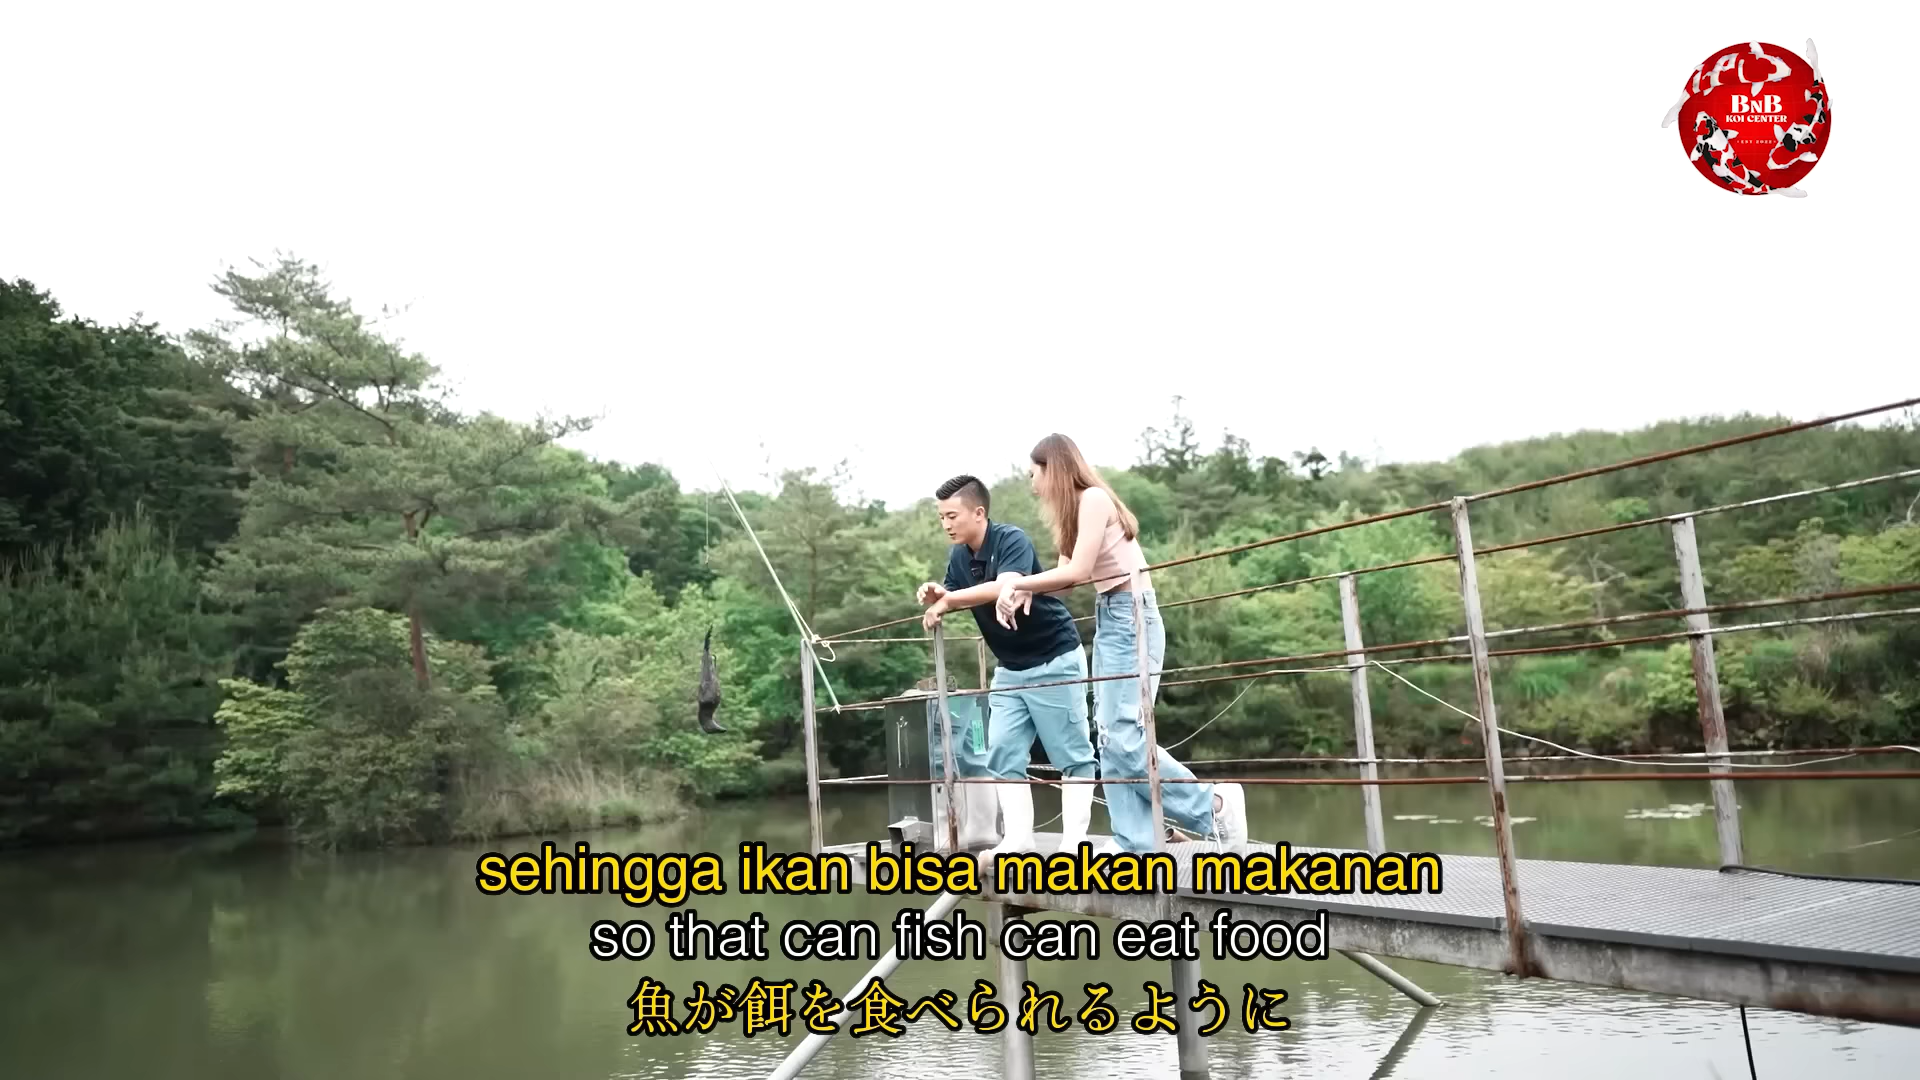 BNB
KOI CENTER
sehingga ikan bisa makan makanan
so that can fish can eat food
魚が餌を食べられるように